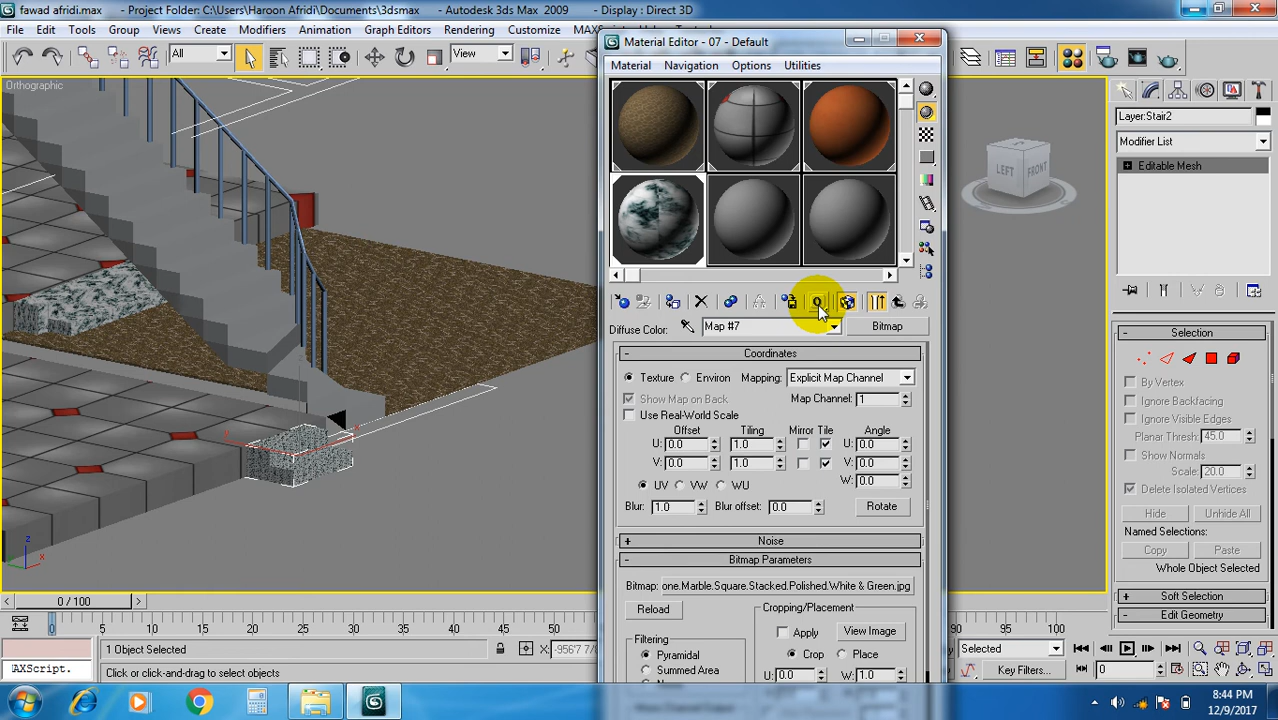 fawad afridi.max - Project Folder: C:\Users\Haroon Afridi\Documents\3dsmax - Autodesk 3ds Max 2009 - Display : Direct 3D
File Edit Tools Group Views Create Modifiers Animation Graph Editors Rendering Customize MAXScript Help
All View
Orthographic
LEFT FRONT
z
x
0 / 100
0 5 10 15 20 25 30 35 40 45 50 55
90 95 100
1 Object Selected X: -956'7 7/
Click or click-and-drag to select objects
AXScript.
Material Editor - 07 - Default
Material Navigation Options Utilities
0
Diffuse Color: Map #7 Bitmap
- Coordinates
Texture Environ Mapping: Explicit Map Channel
Show Map on Back Map Channel: 1
Use Real-World Scale
Offset Tiling Mirror Tile Angle
U: 0.0 1.0 U: 0.0
V: 0.0 1.0 V: 0.0
UV VW WU W: 0.0
Blur: 1.0 Blur offset: 0.0 Rotate
+ Noise
- Bitmap Parameters
Bitmap: one.Marble.Square.Stacked.Polished.White & Green.jpg
Reload
Cropping/Placement
Apply View Image
Crop Place
U: 0.0 W: 1.0
Filtering
Pyramidal
Summed Area
Layer:Stair2
Modifier List
Editable Mesh
- Selection
By Vertex
Ignore Backfacing
Ignore Visible Edges
Planar Thresh: 45.0
Show Normals
Scale: 20.0
Delete Isolated Vertices
Hide Unhide All
Named Selections:
Copy Paste
Whole Object Selected
+ Soft Selection
- Edit Geometry
Selected
Key Filters... 0
8:44 PM
12/9/2017